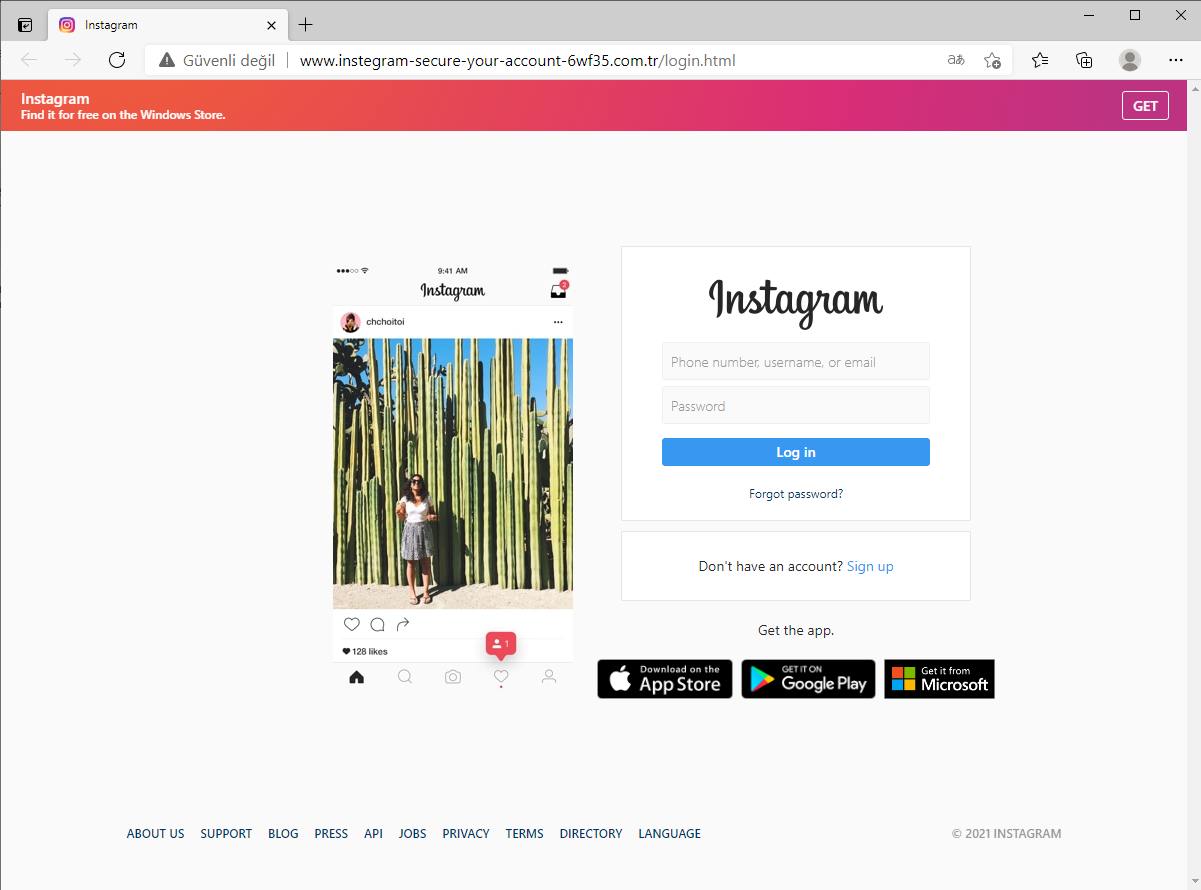 Instagram
Güvenli değil
www.instegram-secure-your-account-6wf35.com.tr/login.html
aあ
Instagram
Find it for free on the Windows Store.
GET
9:41 AM
Instagram
2
chchoitoi
128 likes
1
Instagram
Phone number, username, or email
Password
Log in
Forgot password?
Don't have an account? Sign up
Get the app.
Download on the
App Store
GET IT ON
Google Play
Get it from
Microsoft
ABOUT US SUPPORT BLOG PRESS API JOBS PRIVACY TERMS DIRECTORY LANGUAGE
© 2021 INSTAGRAM